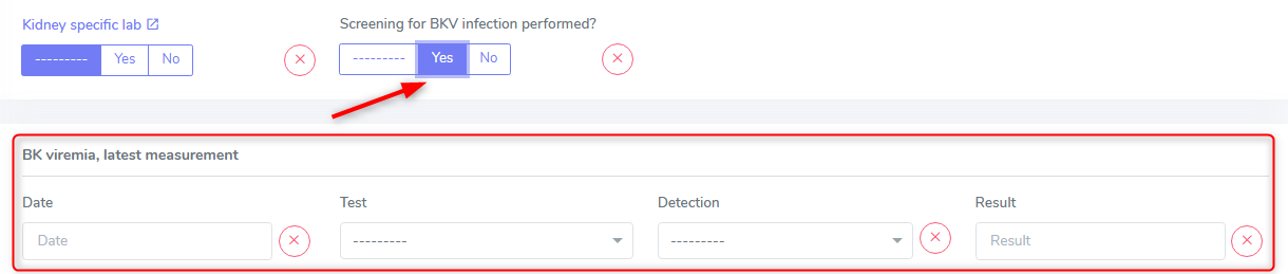 Kidney specific lab
Screening for BKV infection performed?
--------- Yes No
--------- Yes No
BK viremia, latest measurement
Date Test Detection Result
Date --------- --------- Result